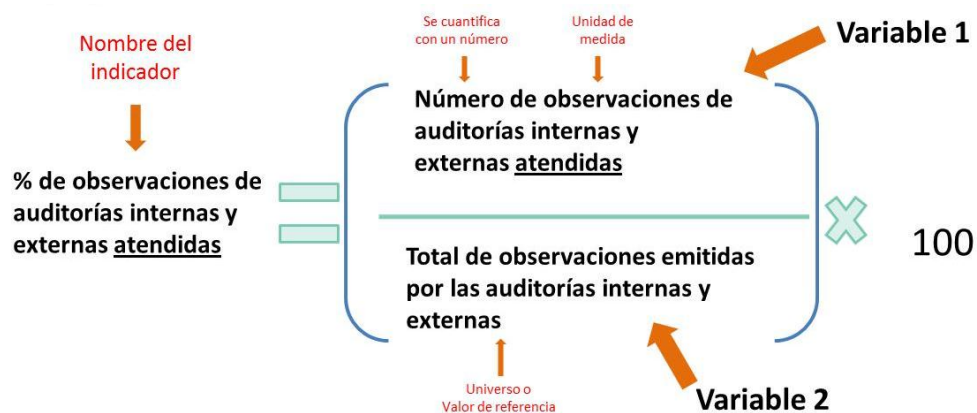 Nombre del
indicador
Se cuantifica
con un número
Unidad de
medida
Variable 1
% de observaciones de
auditorías internas y
externas atendidas
Número de observaciones de
auditorías internas y
externas atendidas
100
Total de observaciones emitidas
por las auditorías internas y
externas
Universo o
Valor de referencia
Variable 2